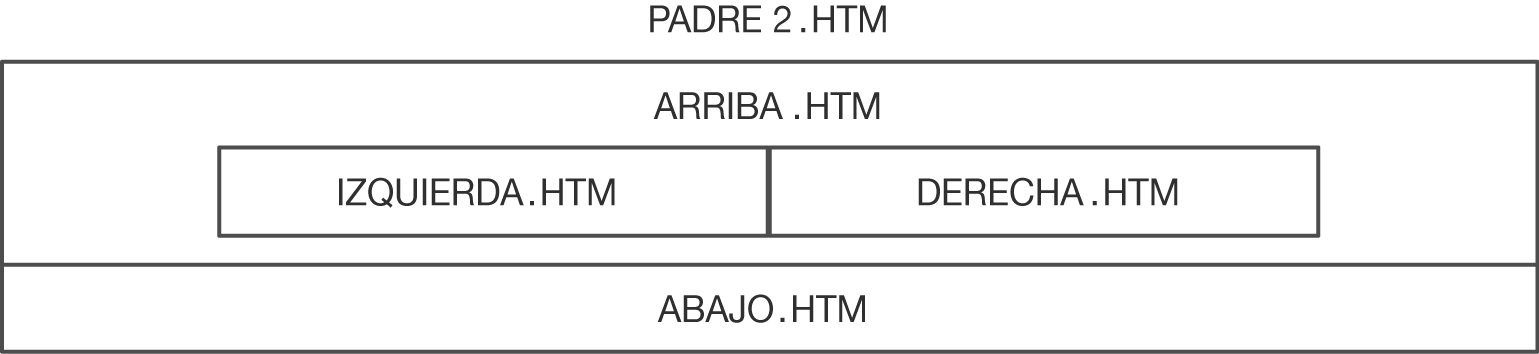 PADRE 2.HTM
ARRIBA .HTM
IZQUIERDA.HTM DERECHA.HTM
ABAJO.HTM